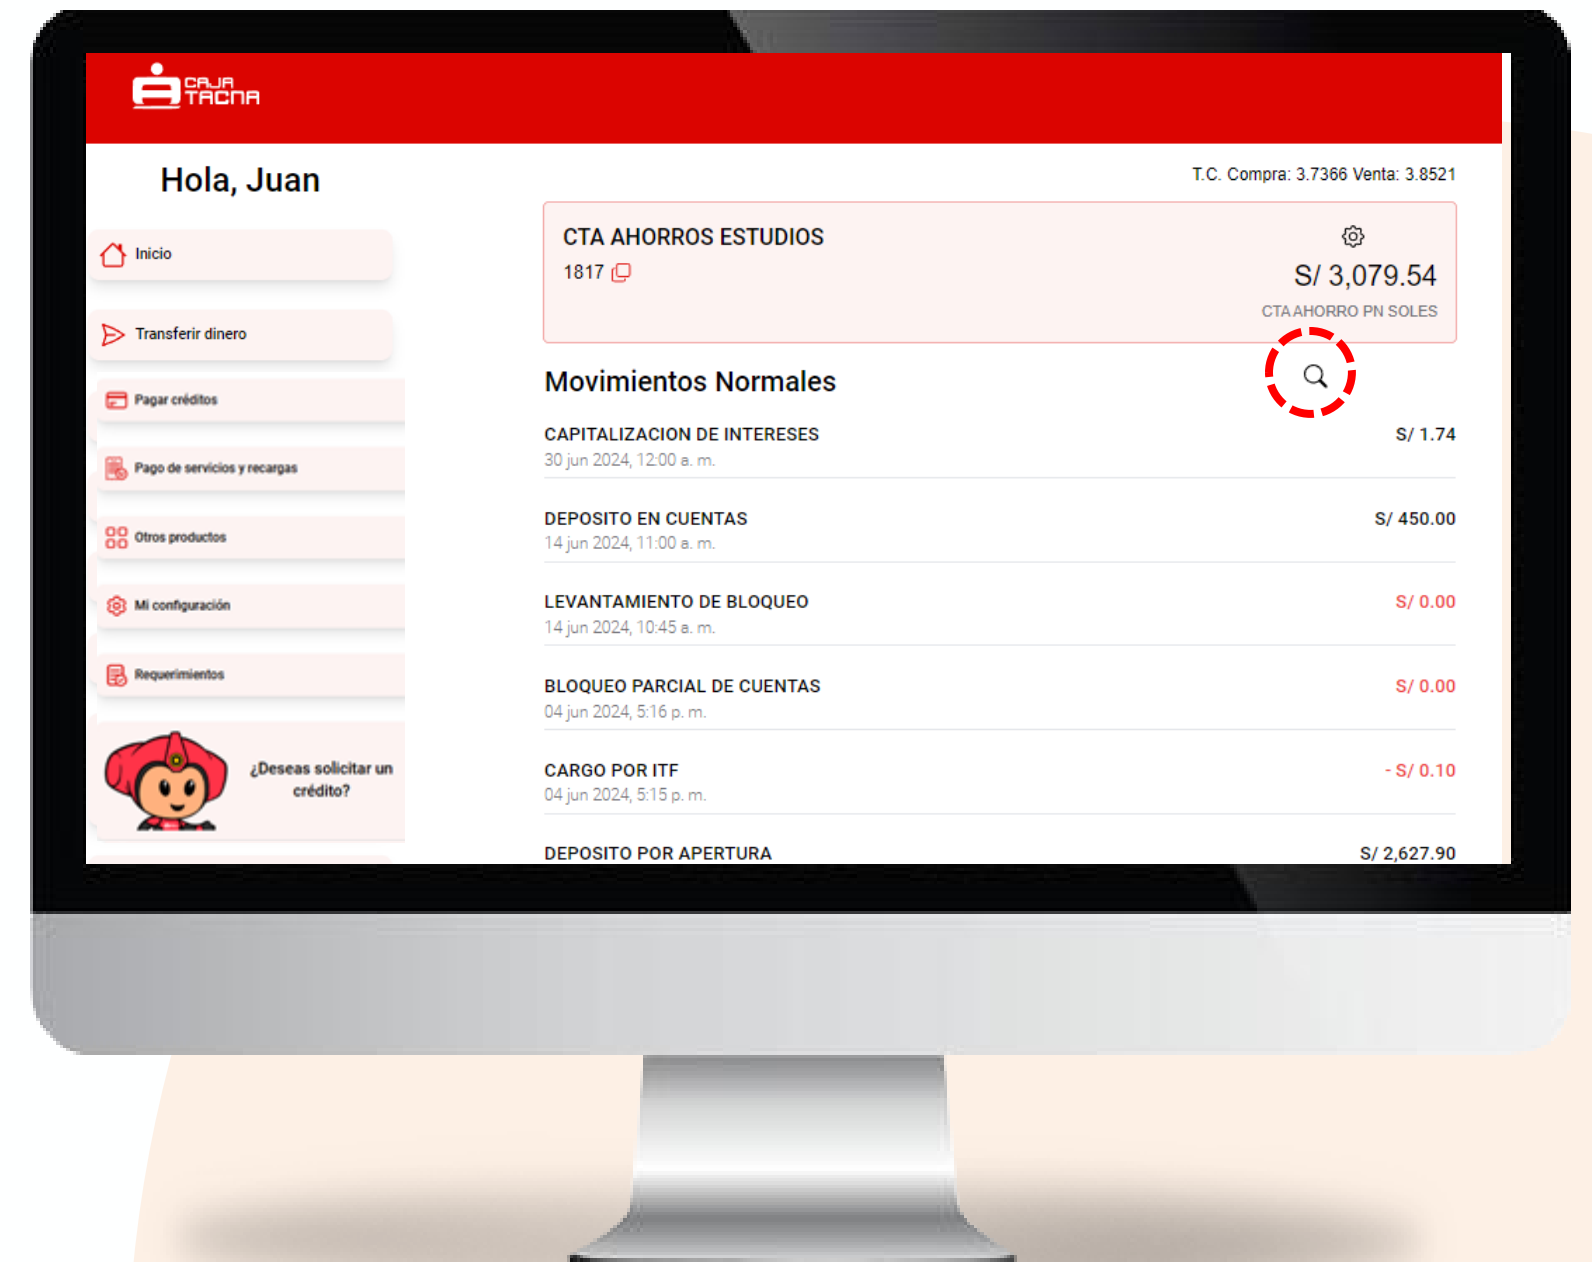 CAJA
TACNA
Hola, Juan
Inicio
Transferir dinero
Pagar créditos
Pago de servicios y recargas
Otros productos
Mi configuración
Requerimientos
¿Deseas solicitar un
crédito?
T.C. Compra: 3.7366 Venta: 3.8521
CTA AHORROS ESTUDIOS
1817
S/ 3,079.54
CTA AHORRO PN SOLES
Movimientos Normales
CAPITALIZACION DE INTERESES S/ 1.74
30 jun 2024, 12:00 a. m.
DEPOSITO EN CUENTAS S/ 450.00
14 jun 2024, 11:00 a. m.
LEVANTAMIENTO DE BLOQUEO S/ 0.00
14 jun 2024, 10:45 a. m.
BLOQUEO PARCIAL DE CUENTAS S/ 0.00
04 jun 2024, 5:16 p. m.
CARGO POR ITF - S/ 0.10
04 jun 2024, 5:15 p. m.
DEPOSITO POR APERTURA S/ 2,627.90